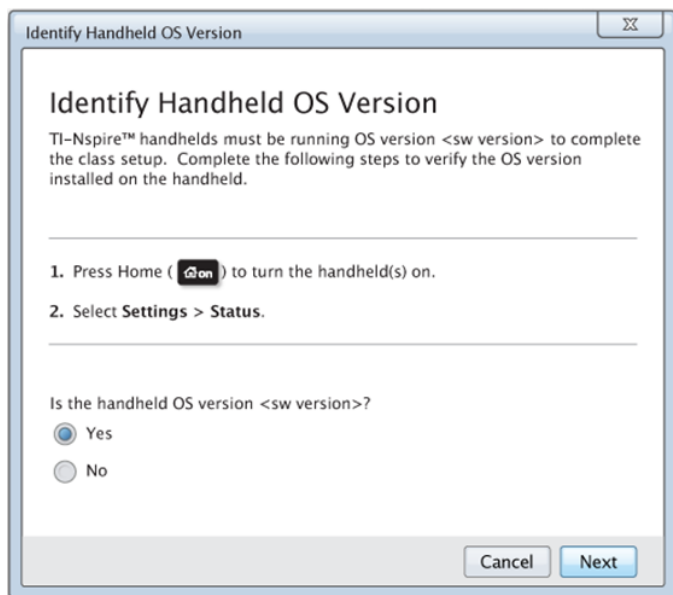 Identify Handheld OS Version
Identify Handheld OS Version
TI-Nspire™ handhelds must be running OS version <sw version> to complete
the class setup. Complete the following steps to verify the OS version
installed on the handheld.
1. Press Home ( on ) to turn the handheld(s) on.
2. Select Settings > Status.
Is the handheld OS version <sw version>?
Yes
No
Cancel Next